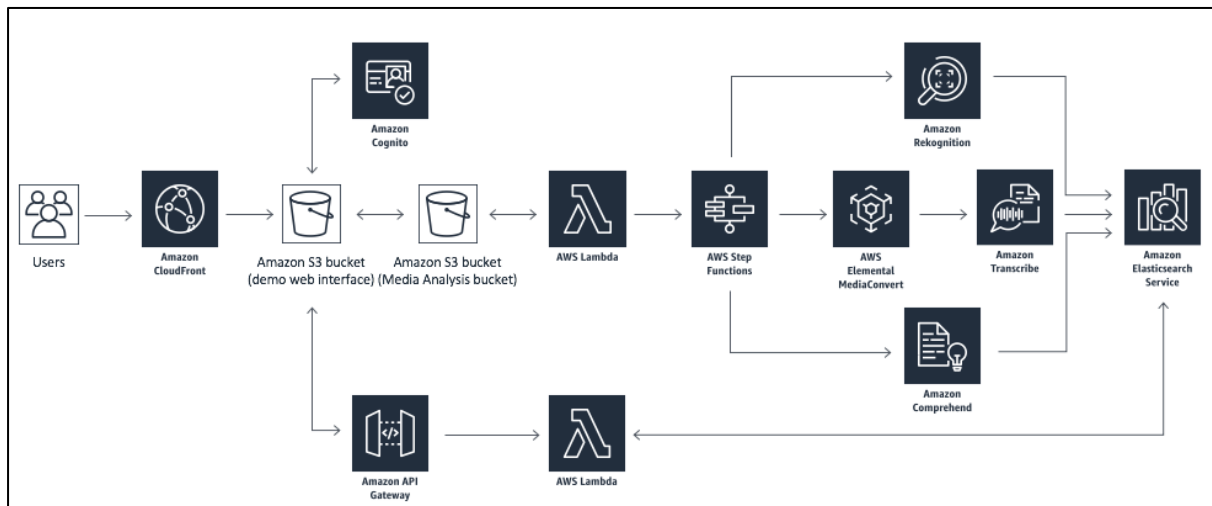 Amazon
Cognito
Amazon
Rekognition
Users
Amazon
CloudFront
Amazon S3 bucket
(demo web interface)
Amazon S3 bucket
(Media Analysis bucket)
AWS Lambda
AWS Step
Functions
AWS
Elemental
MediaConvert
Amazon
Transcribe
Amazon
Elasticsearch
Service
Amazon
Comprehend
</>
Amazon API
Gateway
AWS Lambda